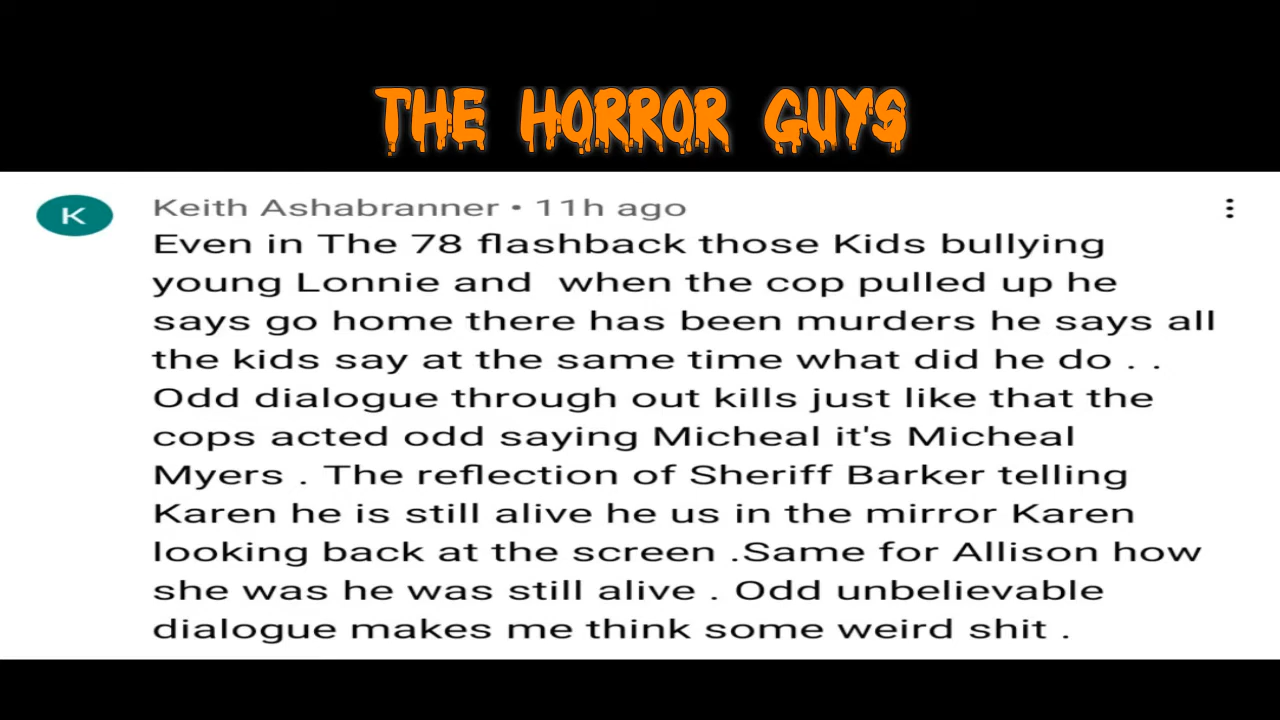 THE HORROR GUYS
K
Keith Ashabranner • 11h ago
Even in The 78 flashback those Kids bullying
young Lonnie and  when the cop pulled up he
says go home there has been murders he says all
the kids say at the same time what did he do . .
Odd dialogue through out kills just like that the
cops acted odd saying Micheal it's Micheal
Myers . The reflection of Sheriff Barker telling
Karen he is still alive he us in the mirror Karen
looking back at the screen .Same for Allison how
she was he was still alive . Odd unbelievable
dialogue makes me think some weird shit .